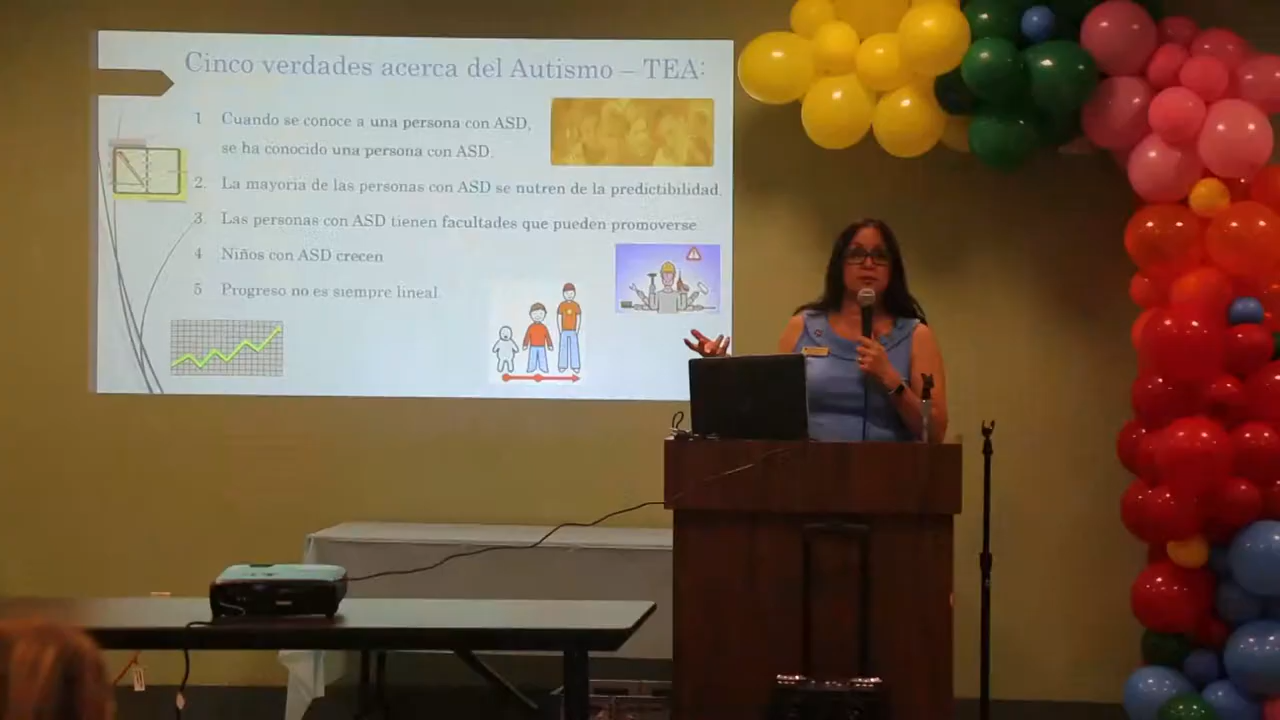 Cinco verdades acerca del Autismo – TEA:
1 Cuando se conoce a una persona con ASD,
se ha conocido una persona con ASD.
2. La mayoria de las personas con ASD se nutren de la predictibilidad.
3. Las personas con ASD tienen facultades que pueden promoverse
4 Niños con ASD crecen
5 Progreso no es siempre lineal